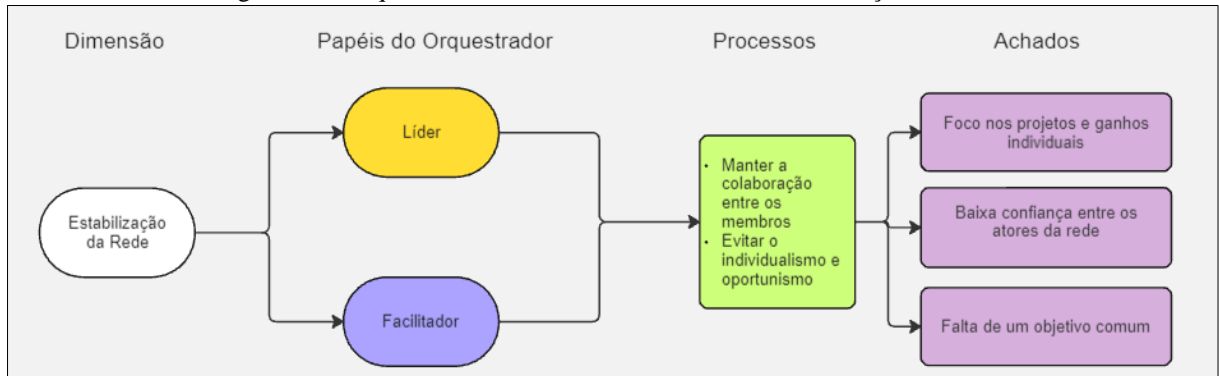 Dimensão
Papéis do Orquestrador
Processos
Achados
Estabilização
da Rede
Líder
Facilitador
• Manter a
colaboração
entre os
membros
• Evitar o
individualismo e
oportunismo
Foco nos projetos e ganhos
individuais
Baixa confiança entre os
atores da rede
Falta de um objetivo comum